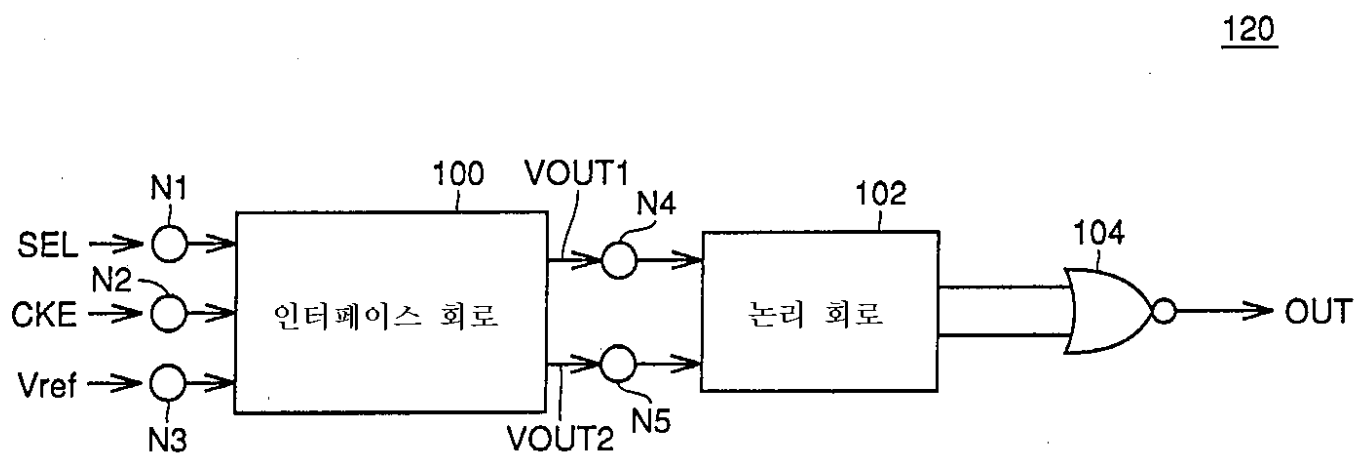 120
100
VOUT1
N1
N4
102
SEL
104
N2
CKE
인터페이스 회로
논리 회로
OUT
Vref
N3
VOUT2
N5